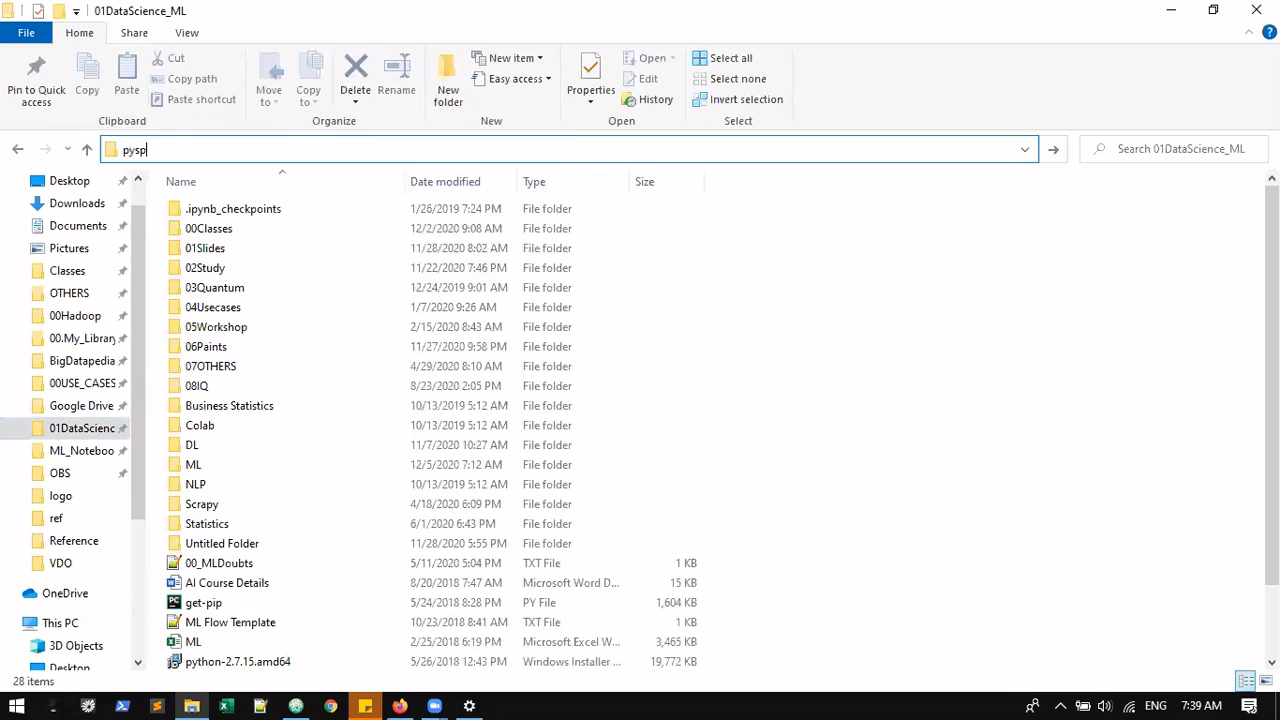 01DataScience_ML
File Home Share View
Pin to Quick access
Copy
Paste
Cut
Copy path
Paste shortcut
Clipboard
Move to
Copy to
Delete
Rename
Organize
New folder
New item
Easy access
New
Properties
Open
Edit
History
Open
Select all
Select none
Invert selection
Select
pysp
Search 01DataScience_ML
Desktop
Downloads
Documents
Pictures
Classes
OTHERS
00Hadoop
00.My_Library
BigDatapedia
00USE_CASES
Google Drive
01DataScienc
ML_Noteboo
OBS
logo
ref
Reference
VDO
OneDrive
This PC
3D Objects
Desktop
Name Date modified Type Size
.ipynb_checkpoints 1/26/2019 7:24 PM File folder
00Classes 12/2/2020 9:08 AM File folder
01Slides 11/28/2020 8:02 AM File folder
02Study 11/22/2020 7:46 PM File folder
03Quantum 12/24/2019 9:01 AM File folder
04Usecases 1/7/2020 9:26 AM File folder
05Workshop 2/15/2020 8:43 AM File folder
06Paints 11/27/2020 9:58 PM File folder
07OTHERS 4/29/2020 8:10 AM File folder
08IQ 8/23/2020 2:05 PM File folder
Business Statistics 10/13/2019 5:12 AM File folder
Colab 10/13/2019 5:12 AM File folder
DL 11/7/2020 10:27 AM File folder
ML 12/5/2020 7:12 AM File folder
NLP 10/13/2019 5:12 AM File folder
Scrapy 4/18/2020 6:09 PM File folder
Statistics 6/1/2020 6:43 PM File folder
Untitled Folder 11/28/2020 5:55 PM File folder
00_MLDoubts 5/11/2020 5:04 PM TXT File 1 KB
AI Course Details 8/20/2018 7:47 AM Microsoft Word D... 15 KB
get-pip 5/24/2018 8:28 PM PY File 1,604 KB
ML Flow Template 10/23/2018 8:41 AM TXT File 1 KB
ML 2/25/2018 6:19 PM Microsoft Excel W... 3,465 KB
python-2.7.15.amd64 5/26/2018 12:43 PM Windows Installer ... 19,772 KB
28 items
ENG 7:39 AM